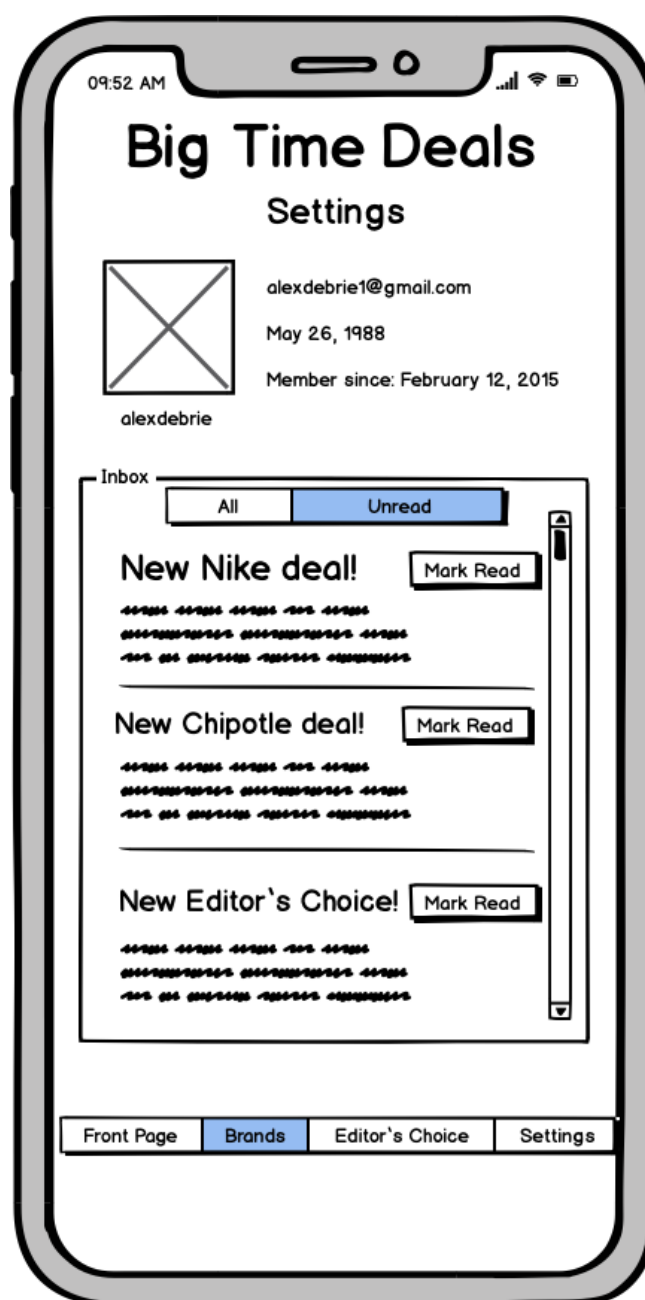 09:52 AM
Big Time Deals
Settings
alexdebrie1@gmail.com
May 26, 1988
Member since: February 12, 2015
alexdebrie
Inbox
All Unread
New Nike deal! Mark Read
New Chipotle deal! Mark Read
New Editor`s Choice! Mark Read
Front Page Brands Editor`s Choice Settings